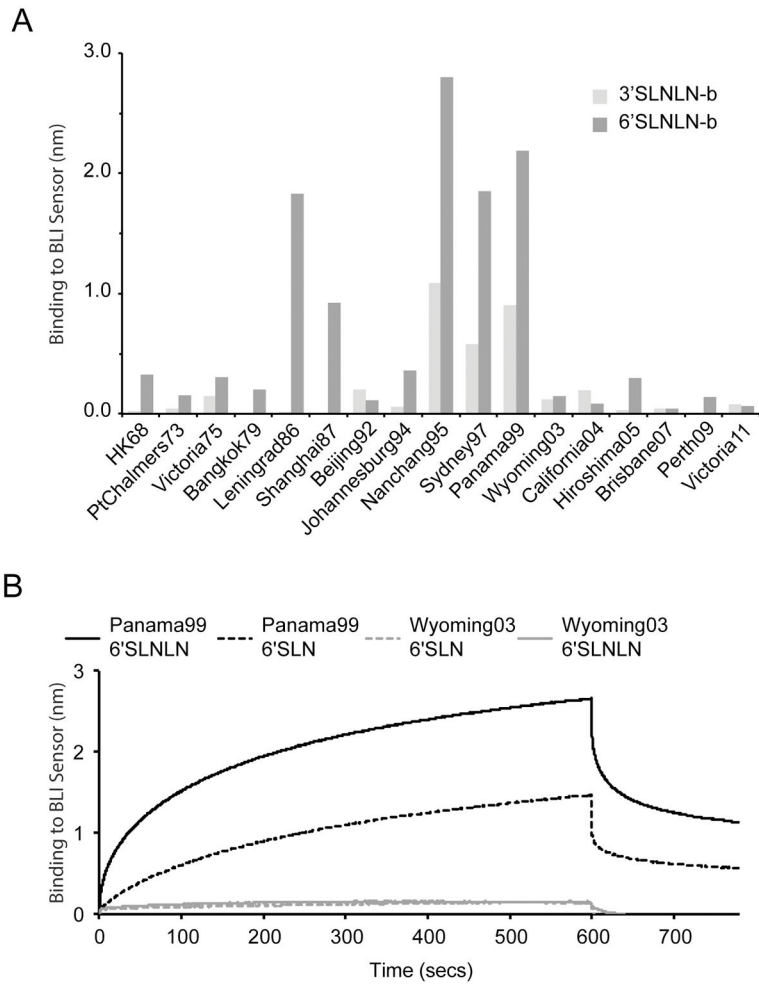 A
3.0
2.0
1.0
0.0
Binding to BLI Sensor (nm)
3'SLNLN-b
6'SLNLN-b
HK68
PtChalmers73
Victoria75
Bangkok79
Leningrad86
Shanghai87
Beijing92
Johannesburg94
Nanchang95
Sydney97
Panama99
Wyoming03
California04
Hiroshima05
Brisbane07
Perth09
Victoria11
B
Panama99
6'SLNLN
Panama99
6'SLN
Wyoming03
6'SLN
Wyoming03
6'SLNLN
3
2
1
0
Binding to BLI Sensor (nm)
0 100 200 300 400 500 600 700
Time (secs)